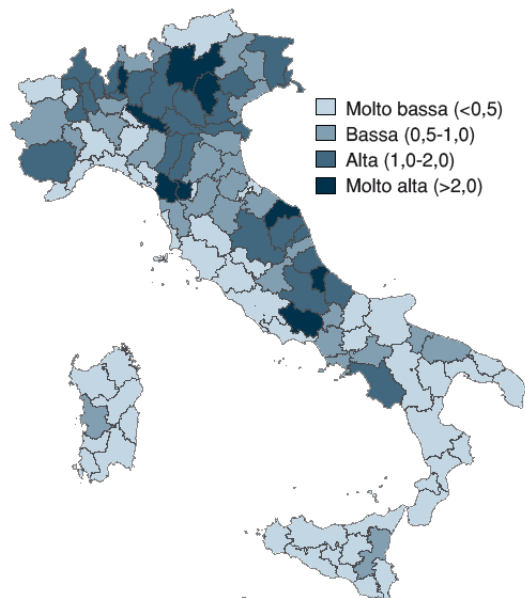 Molto bassa (<0,5)
Bassa (0,5-1,0)
Alta (1,0-2,0)
Molto alta (>2,0)